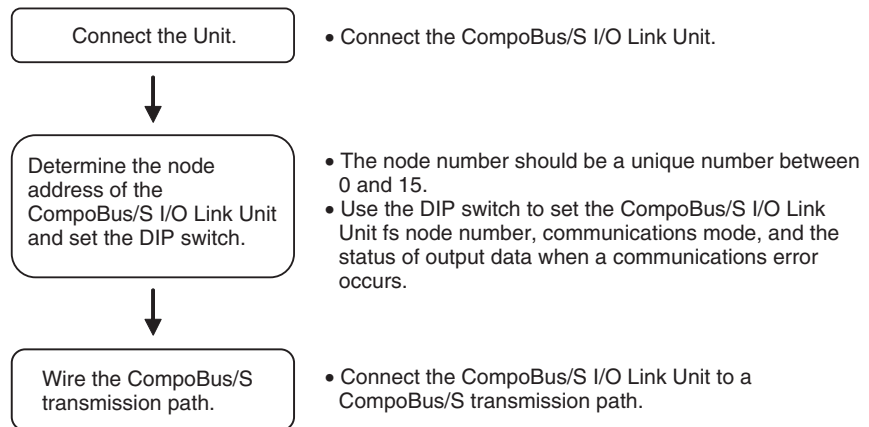 Connect the Unit.
• Connect the CompoBus/S I/O Link Unit.
Determine the node
address of the
CompoBus/S I/O Link Unit
and set the DIP switch.
• The node number should be a unique number between
0 and 15.
• Use the DIP switch to set the CompoBus/S I/O Link
Unit fs node number, communications mode, and the
status of output data when a communications error
occurs.
Wire the CompoBus/S
transmission path.
• Connect the CompoBus/S I/O Link Unit to a
CompoBus/S transmission path.